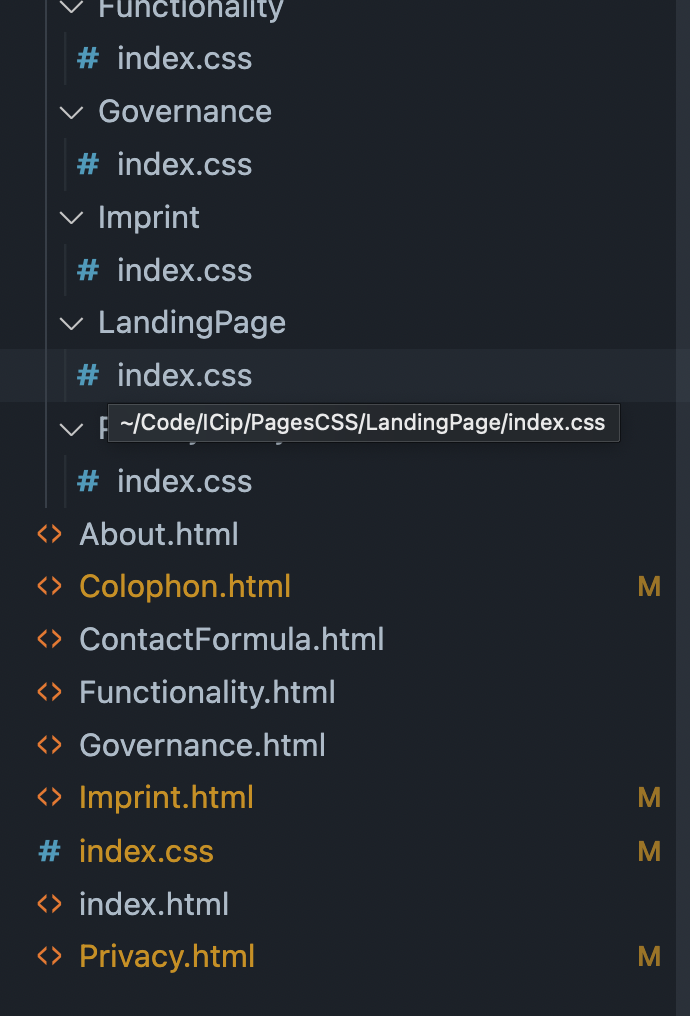 Functionality
# index.css
Governance
# index.css
Imprint
# index.css
LandingPage
# index.css
~/Code/ICip/PagesCSS/LandingPage/index.css
# index.css
<> About.html
<> Colophon.html M
<> ContactFormula.html
<> Functionality.html
<> Governance.html
<> Imprint.html M
# index.css M
<> index.html
<> Privacy.html M